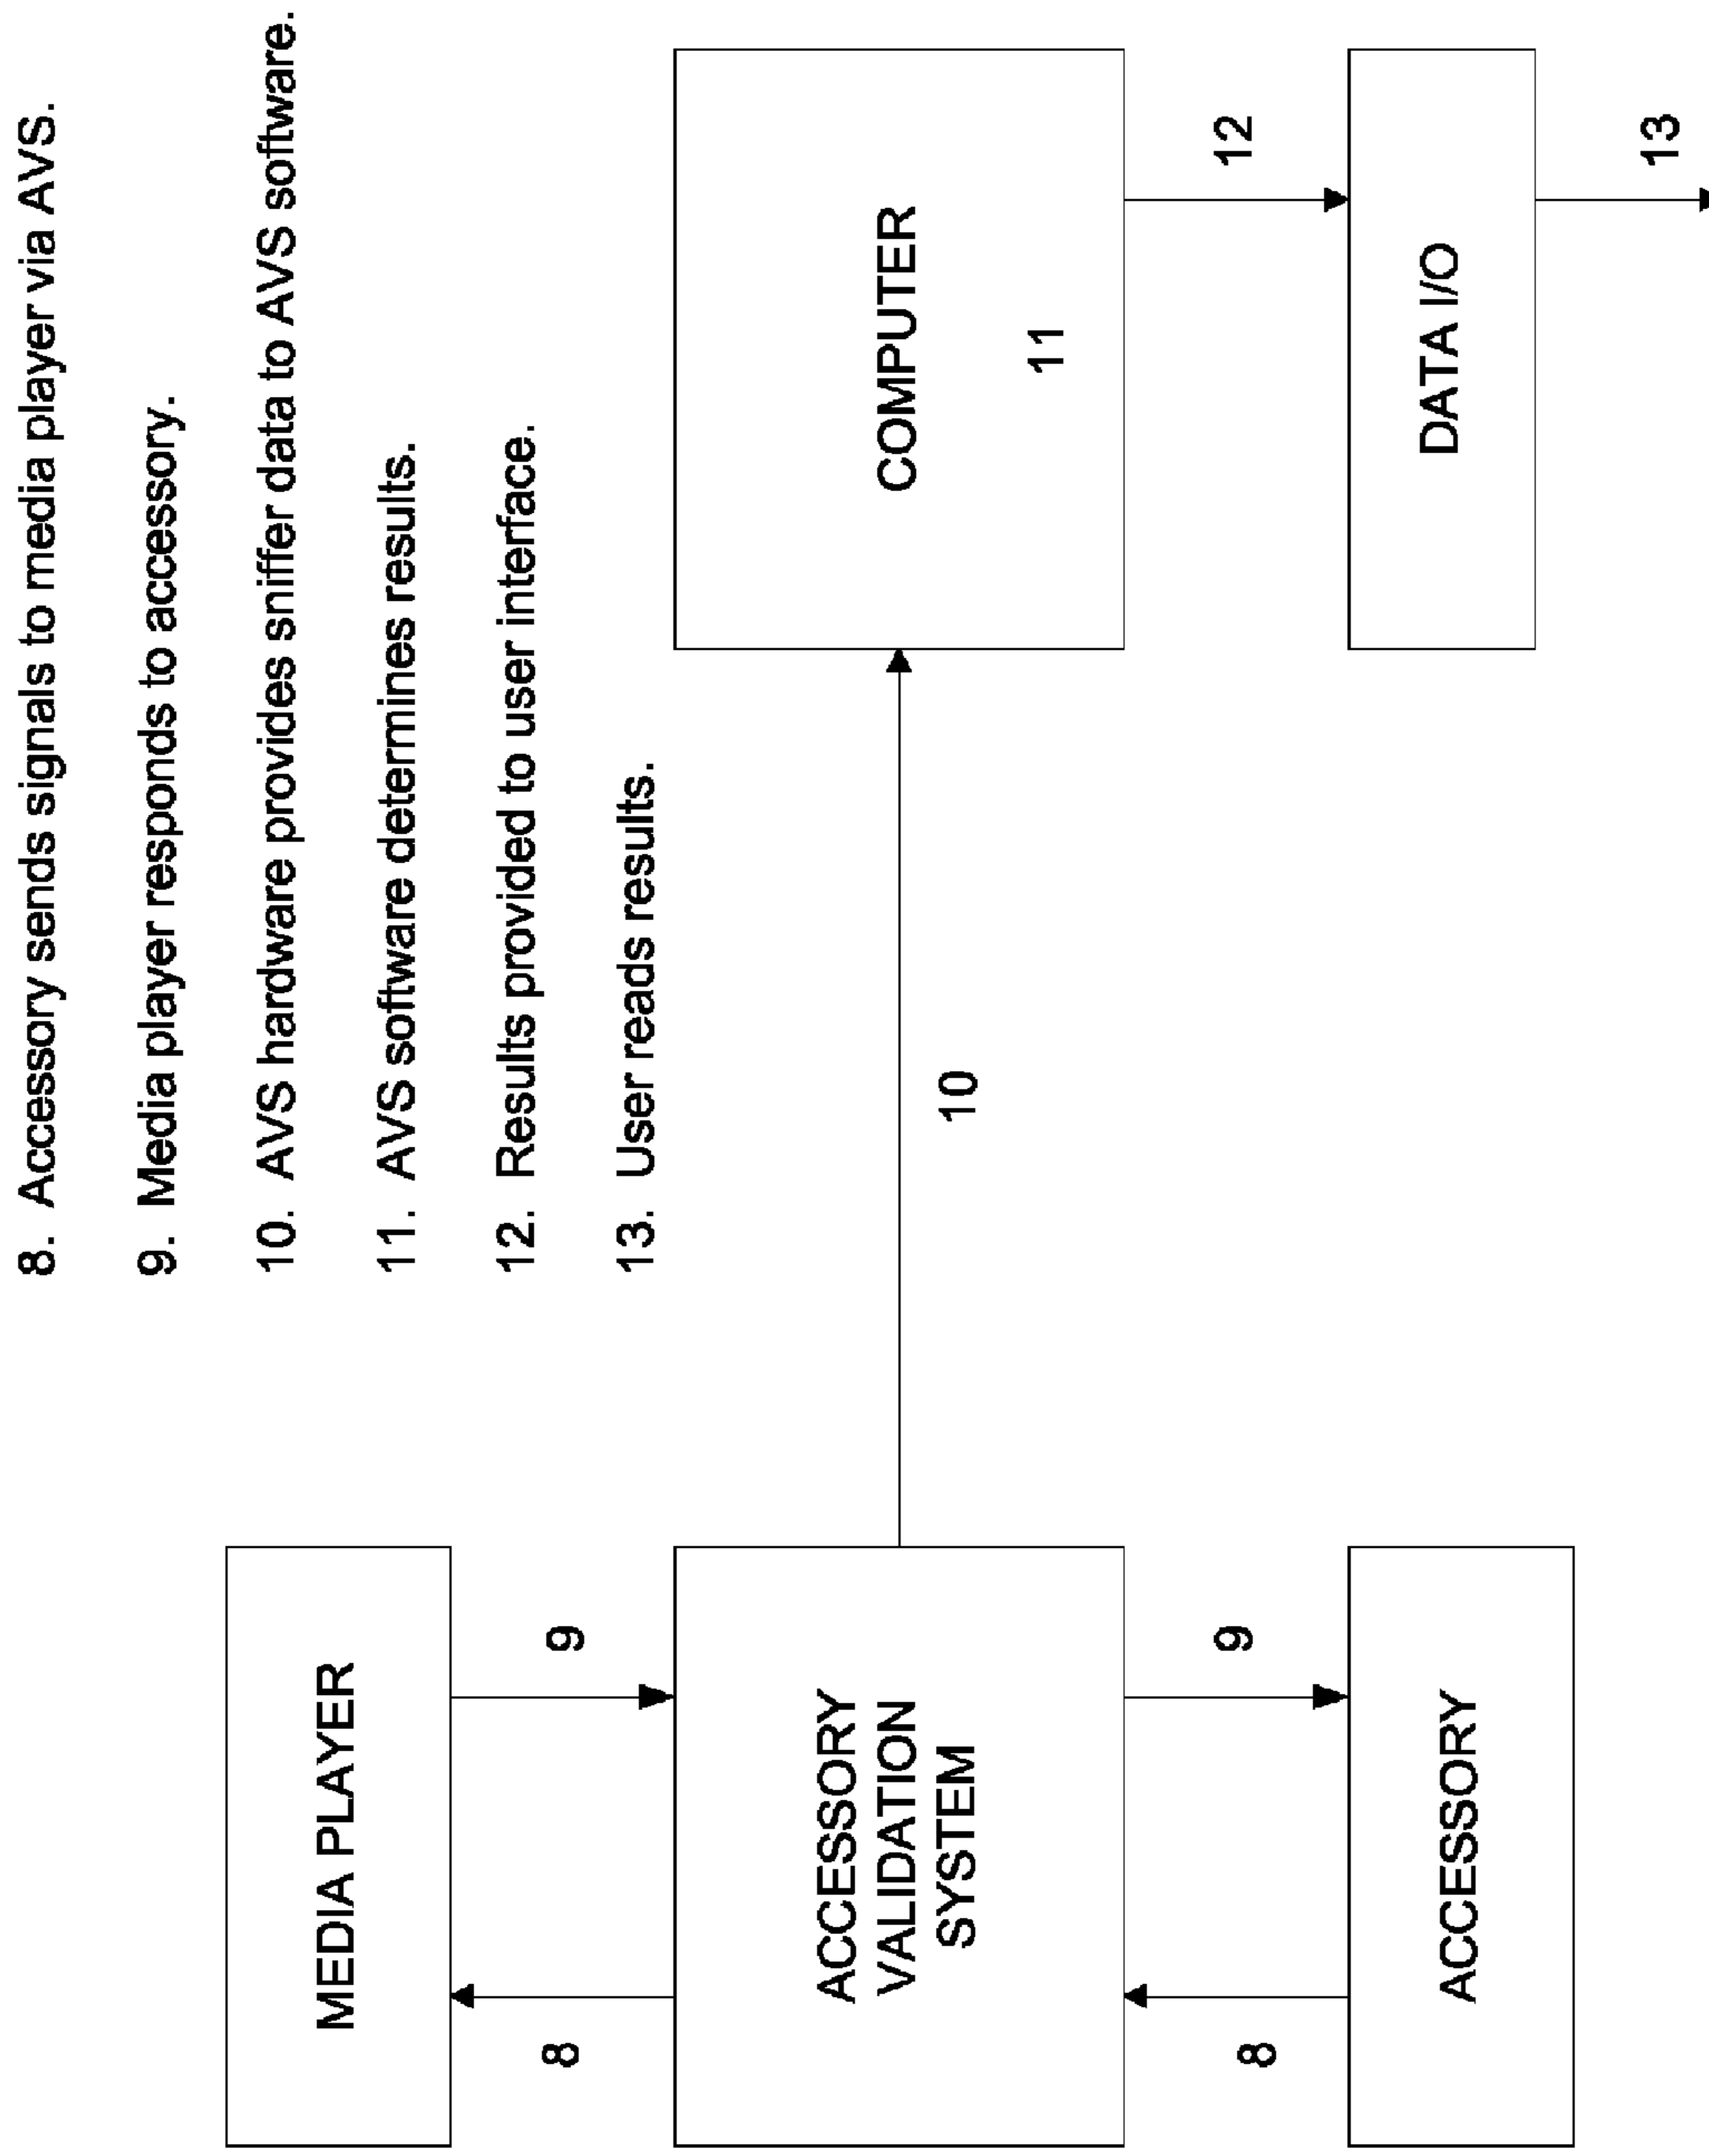 8. Accessory sends signals to media player via AVS.
9. Media player responds to accessory.
10. AVS hardware provides sniffer data to AVS software.
11. AVS software determines results.
12. Results provided to user interface.
13. User reads results.
MEDIA PLAYER
8
9
ACCESSORY
VALIDATION
SYSTEM
10
COMPUTER
11
8
9
12
ACCESSORY
DATA I/O
13